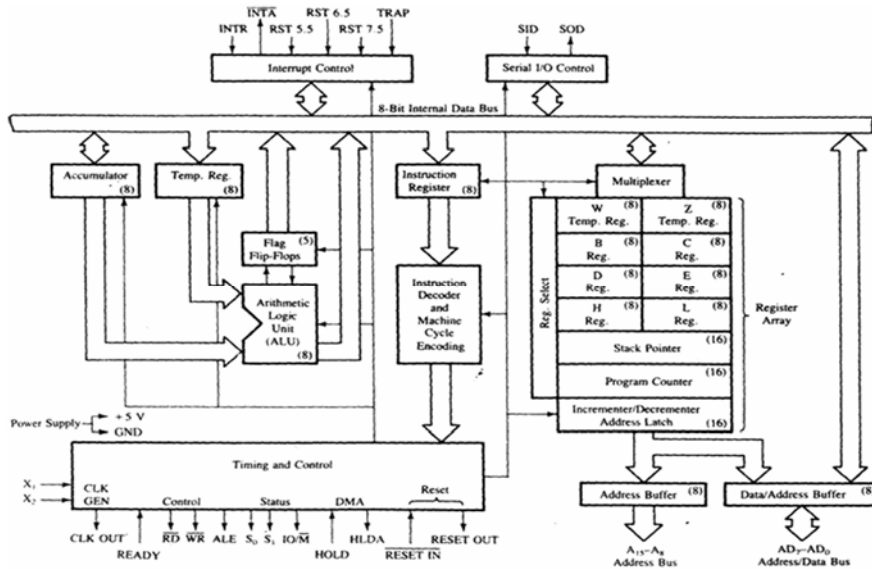 INTR
INTA
RST 5.5
RST 6.5
RST 7.5
TRAP
SID
SOD
Interrupt Control
Serial I/O Control
8-Bit Internal Data Bus
Accumulator
(8)
Temp. Reg.
(8)
Instruction
Register
(8)
Multiplexer
Flag
(5)
Flip-Flops
Arithmetic
Logic
Unit
(ALU)
(8)
Instruction
Decoder
and
Machine
Cycle
Encoding
Reg. Select
W (8)
Temp. Reg.
Z (8)
Temp. Reg.
B (8)
Reg.
C (8)
Reg.
D (8)
Reg.
E (8)
Reg.
H (8)
Reg.
L (8)
Reg.
Stack Pointer
(16)
Program Counter
(16)
Incrementer/Decrementer
Address Latch
(16)
Register
Array
Power Supply
+5 V
GND
Timing and Control
X₁
X₂
CLK
GEN
Control
Status
DMA
Reset
CLK OUT
READY
RD
WR
ALE
S₀
S₁
IO/M
HOLD
HLDA
RESET IN
RESET OUT
Address Buffer
(8)
Data/Address Buffer
(8
A₁₅–A₈
Address Bus
AD₇–AD₀
Address/Data Bus